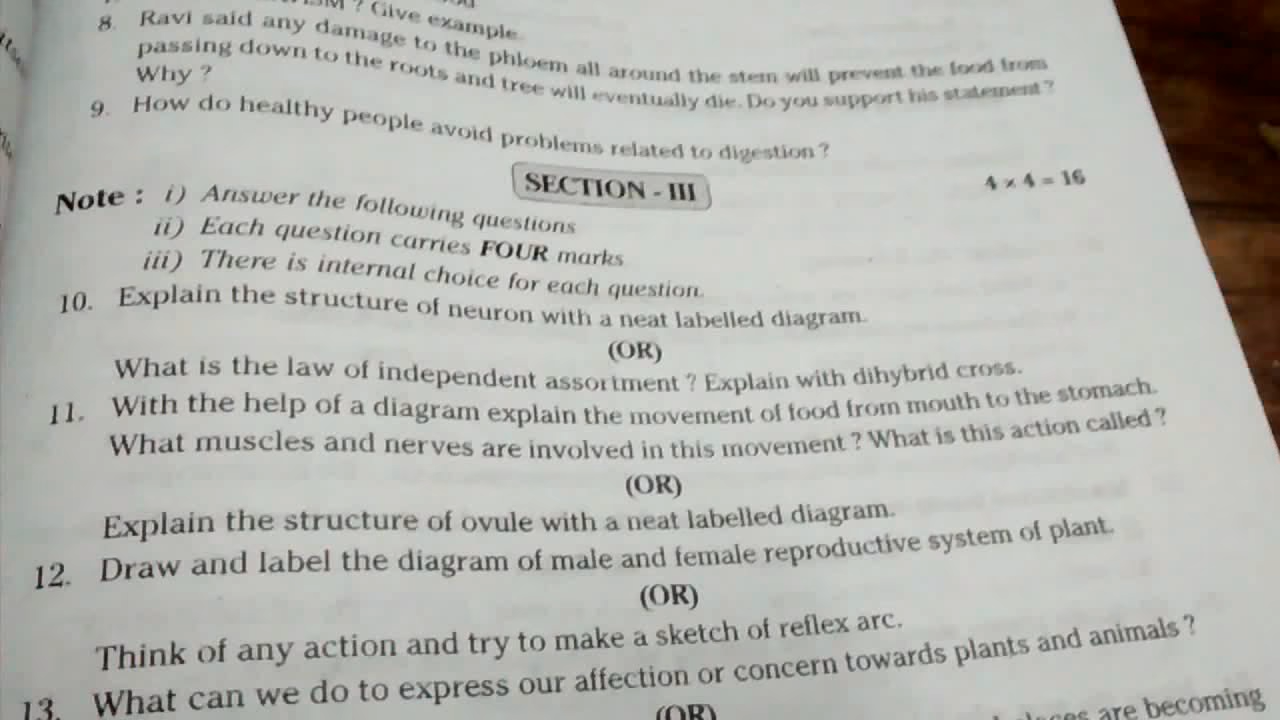 ? Give example.
8. Ravi said any damage to the phloem all around the stem will prevent the food from
passing down to the roots and tree will eventually die. Do you support his statement?
Why ?
9. How do healthy people avoid problems related to digestion ?
SECTION - III
4 × 4 = 16
Note : i) Answer the following questions
ii) Each question carries FOUR marks
iii) There is internal choice for each question.
10. Explain the structure of neuron with a neat labelled diagram.
(OR)
What is the law of independent assortment ? Explain with dihybrid cross.
11. With the help of a diagram explain the movement of food from mouth to the stomach.
What muscles and nerves are involved in this movement ? What is this action called ?
(OR)
Explain the structure of ovule with a neat labelled diagram.
12. Draw and label the diagram of male and female reproductive system of plant.
(OR)
Think of any action and try to make a sketch of reflex arc.
13. What can we do to express our affection or concern towards plants and animals ?
(OR)
are becoming